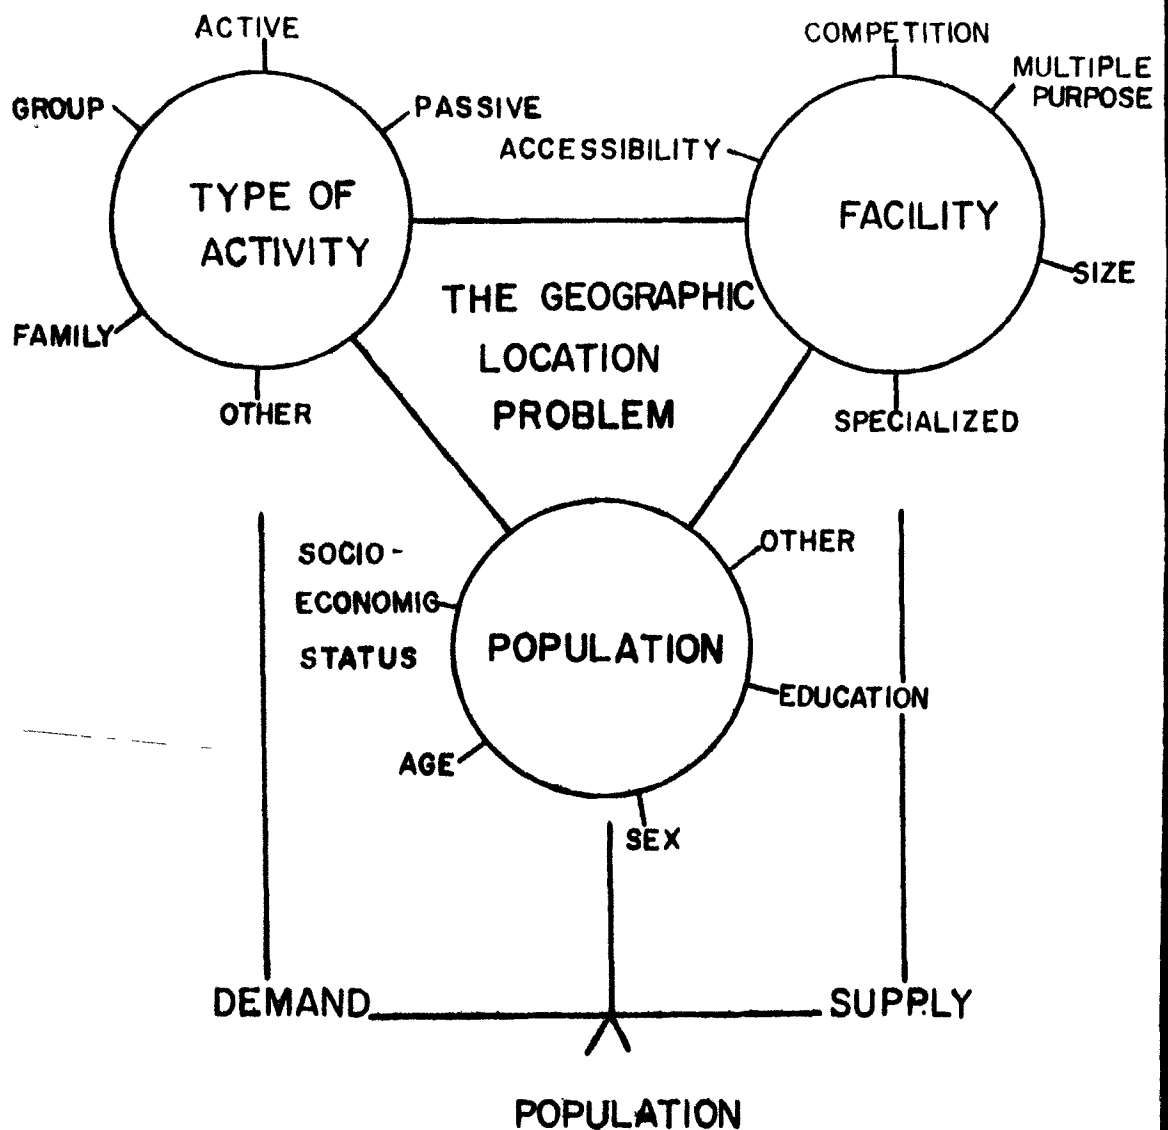 ACTIVE
COMPETITION
GROUP
PASSIVE
MULTIPLE
PURPOSE
ACCESSIBILITY
TYPE OF
ACTIVITY
FACILITY
SIZE
THE GEOGRAPHIC
LOCATION
PROBLEM
FAMILY
OTHER
SPECIALIZED
SOCIO-
ECONOMIC
STATUS
OTHER
POPULATION
EDUCATION
AGE
SEX
DEMAND
SUPPLY
POPULATION